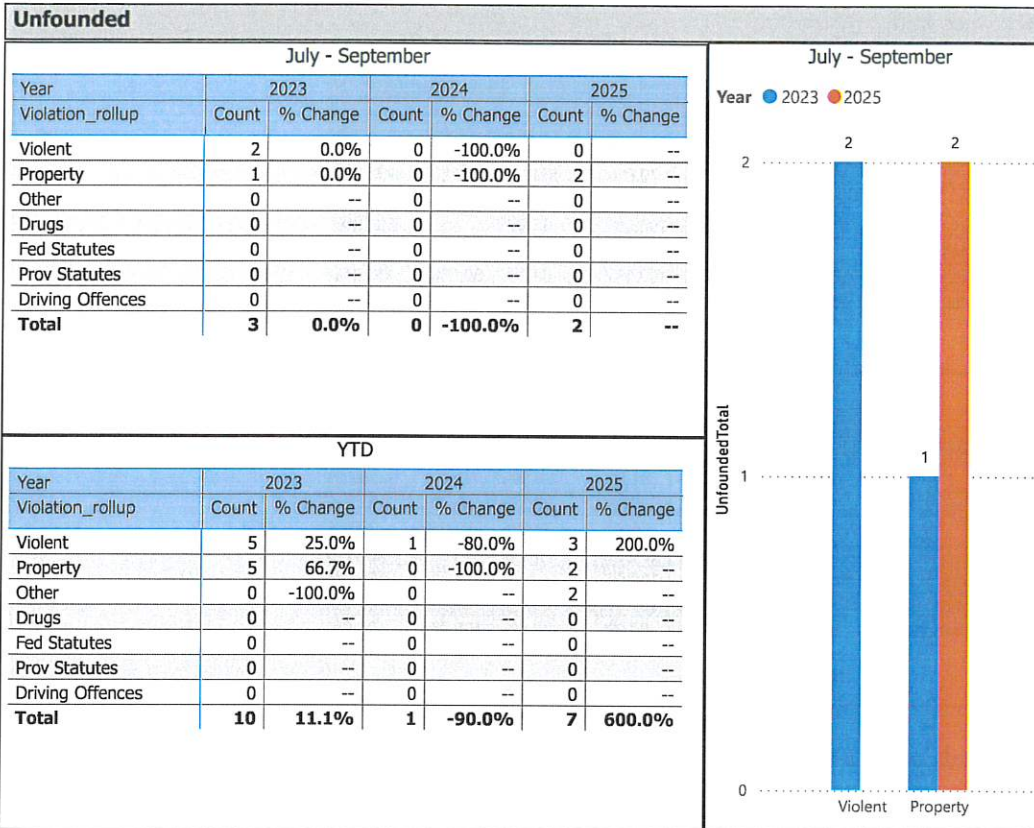 Unfounded
July - September
Year 2023 2024 2025
Violation_rollup Count % Change Count % Change Count % Change
Violent 2 0.0% 0 -100.0% 0 --
Property 1 0.0% 0 -100.0% 2 --
Other 0 -- 0 -- 0 --
Drugs 0 -- 0 -- 0 --
Fed Statutes 0 -- 0 -- 0 --
Prov Statutes 0 -- 0 -- 0 --
Driving Offences 0 -- 0 -- 0 --
Total 3 0.0% 0 -100.0% 2 --
YTD
Year 2023 2024 2025
Violation_rollup Count % Change Count % Change Count % Change
Violent 5 25.0% 1 -80.0% 3 200.0%
Property 5 66.7% 0 -100.0% 2 --
Other 0 -100.0% 0 -- 2 --
Drugs 0 -- 0 -- 0 --
Fed Statutes 0 -- 0 -- 0 --
Prov Statutes 0 -- 0 -- 0 --
Driving Offences 0 -- 0 -- 0 --
Total 10 11.1% 1 -90.0% 7 600.0%
July - September
Year 2023 2025
2 2
2
1
1
0
UnfoundedTotal
Violent Property